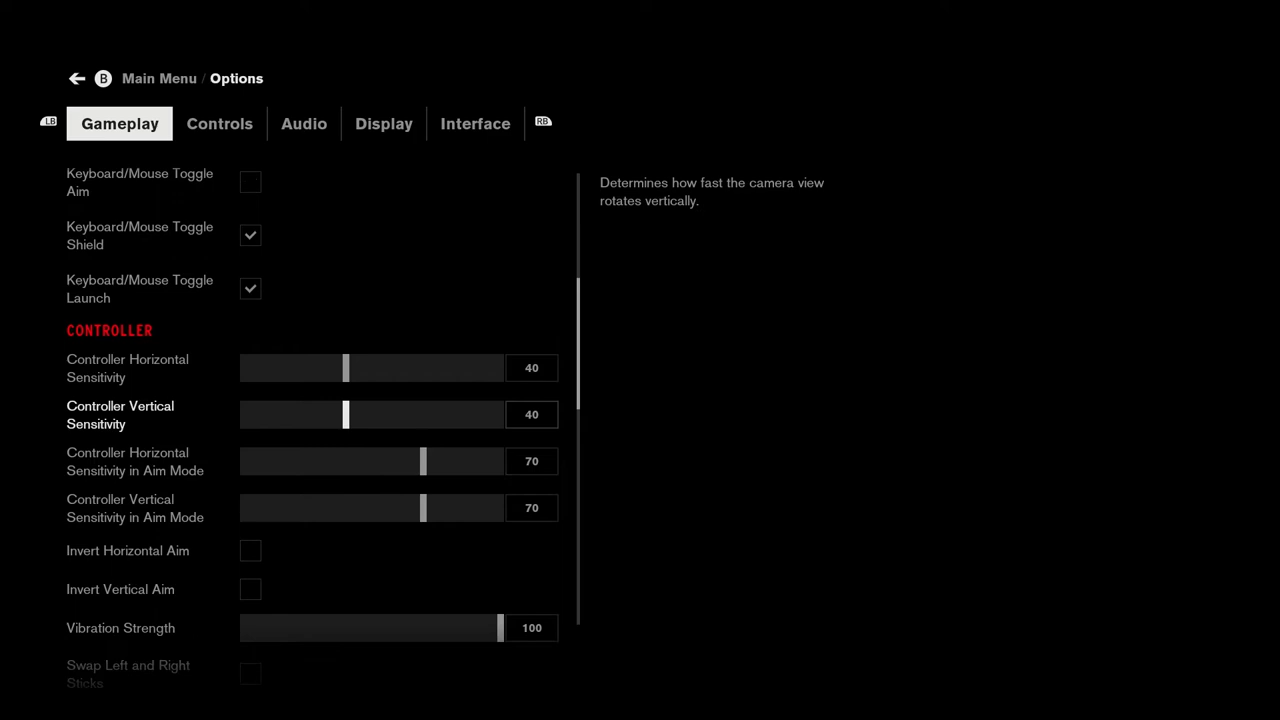 B Main Menu / Options
LB Gameplay Controls Audio Display Interface RB
Keyboard/Mouse Toggle
Aim
Keyboard/Mouse Toggle
Shield
Keyboard/Mouse Toggle
Launch
CONTROLLER
Controller Horizontal
Sensitivity
40
Controller Vertical
Sensitivity
40
Controller Horizontal
Sensitivity in Aim Mode
70
Controller Vertical
Sensitivity in Aim Mode
70
Invert Horizontal Aim
Invert Vertical Aim
Vibration Strength
100
Swap Left and Right
Sticks
Determines how fast the camera view
rotates vertically.